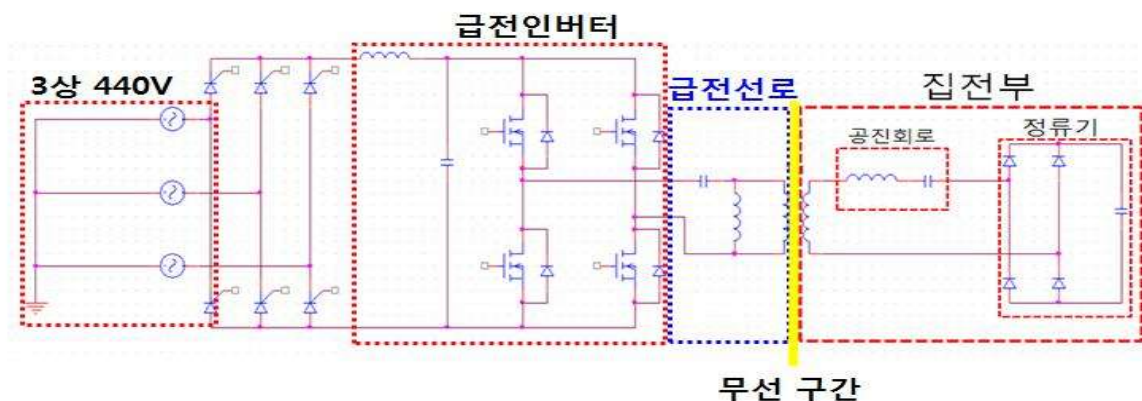 급전인버터
3상 440V
급전선로
집전부
공진회로
정류기
무선 구간